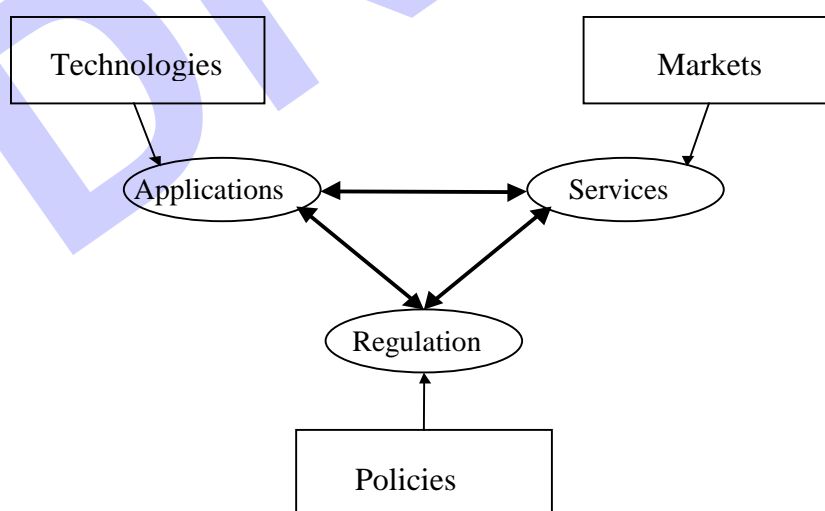 Technologies
Markets
Applications
Services
Regulation
Policies